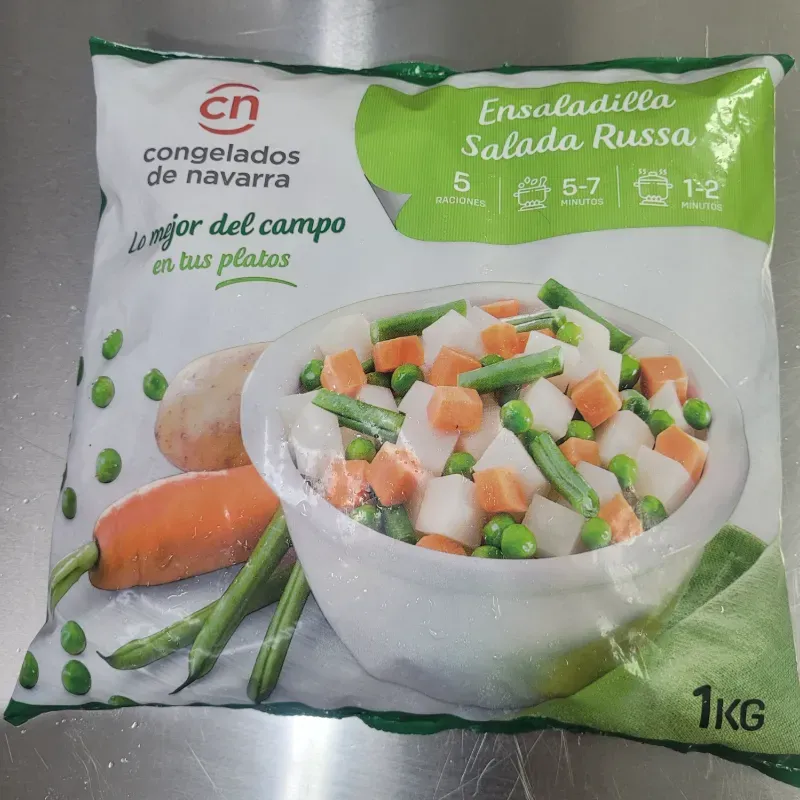 cn
congelados
de navarra
Lo mejor del campo
en tus platos
Ensaladilla
Salada Russa
5
RACIONES
5-7
MINUTOS
1-2
MINUTOS
1KG